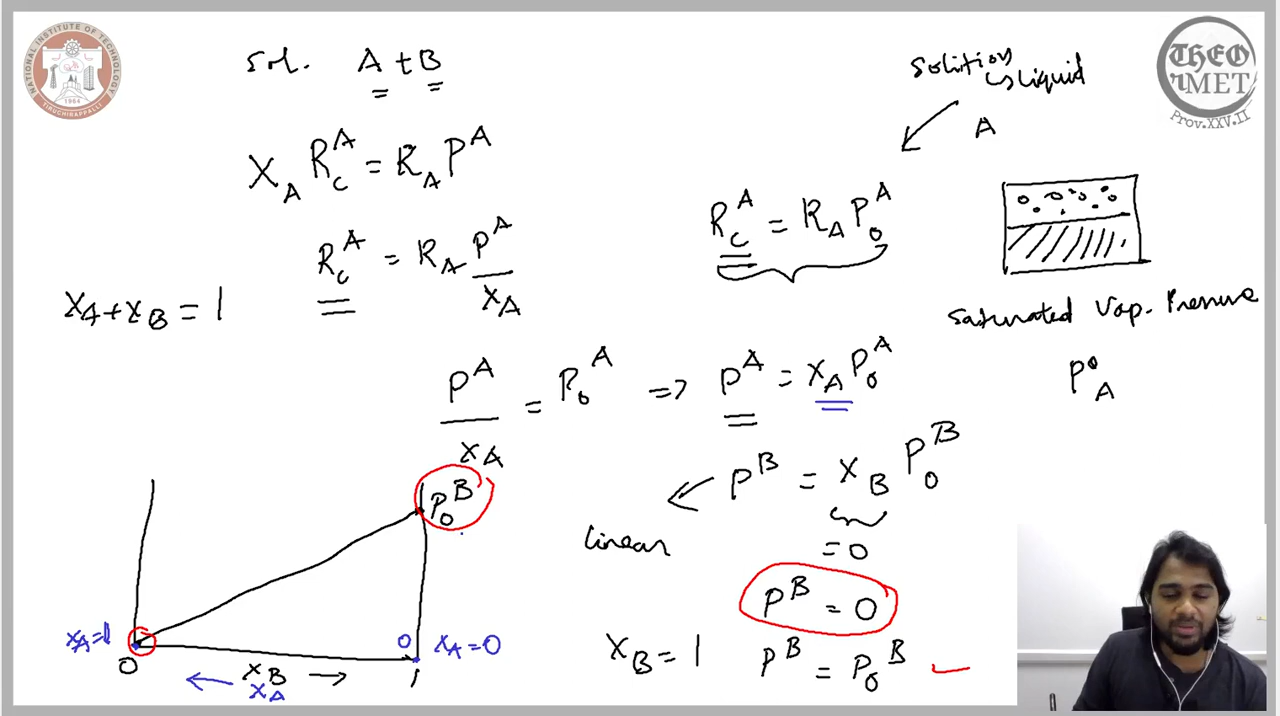 NATIONAL INSTITUTE OF TECHNOLOGY
1964
TIRUCHIRAPPALLI
THEO
MET
Prov.XXV.II
Sol. A + B
Solution
↳ liquid
A
X_A R_C^A = R_A P^A
R_C^A = R_A P_0^A
R_C^A = R_A P^A / X_A
X_A + X_B = 1
Saturated Vap. Pressure
P_A^0
P^A / X_A = P_0^A => P^A = X_A P_0^A
P^B = X_B P_0^B
linear
= 0
P^B = 0
X_B = 1 P^B = P_0^B
P_0^B
X_A = 1
0 X_A = 0
0 ← X_B → 1
X_A